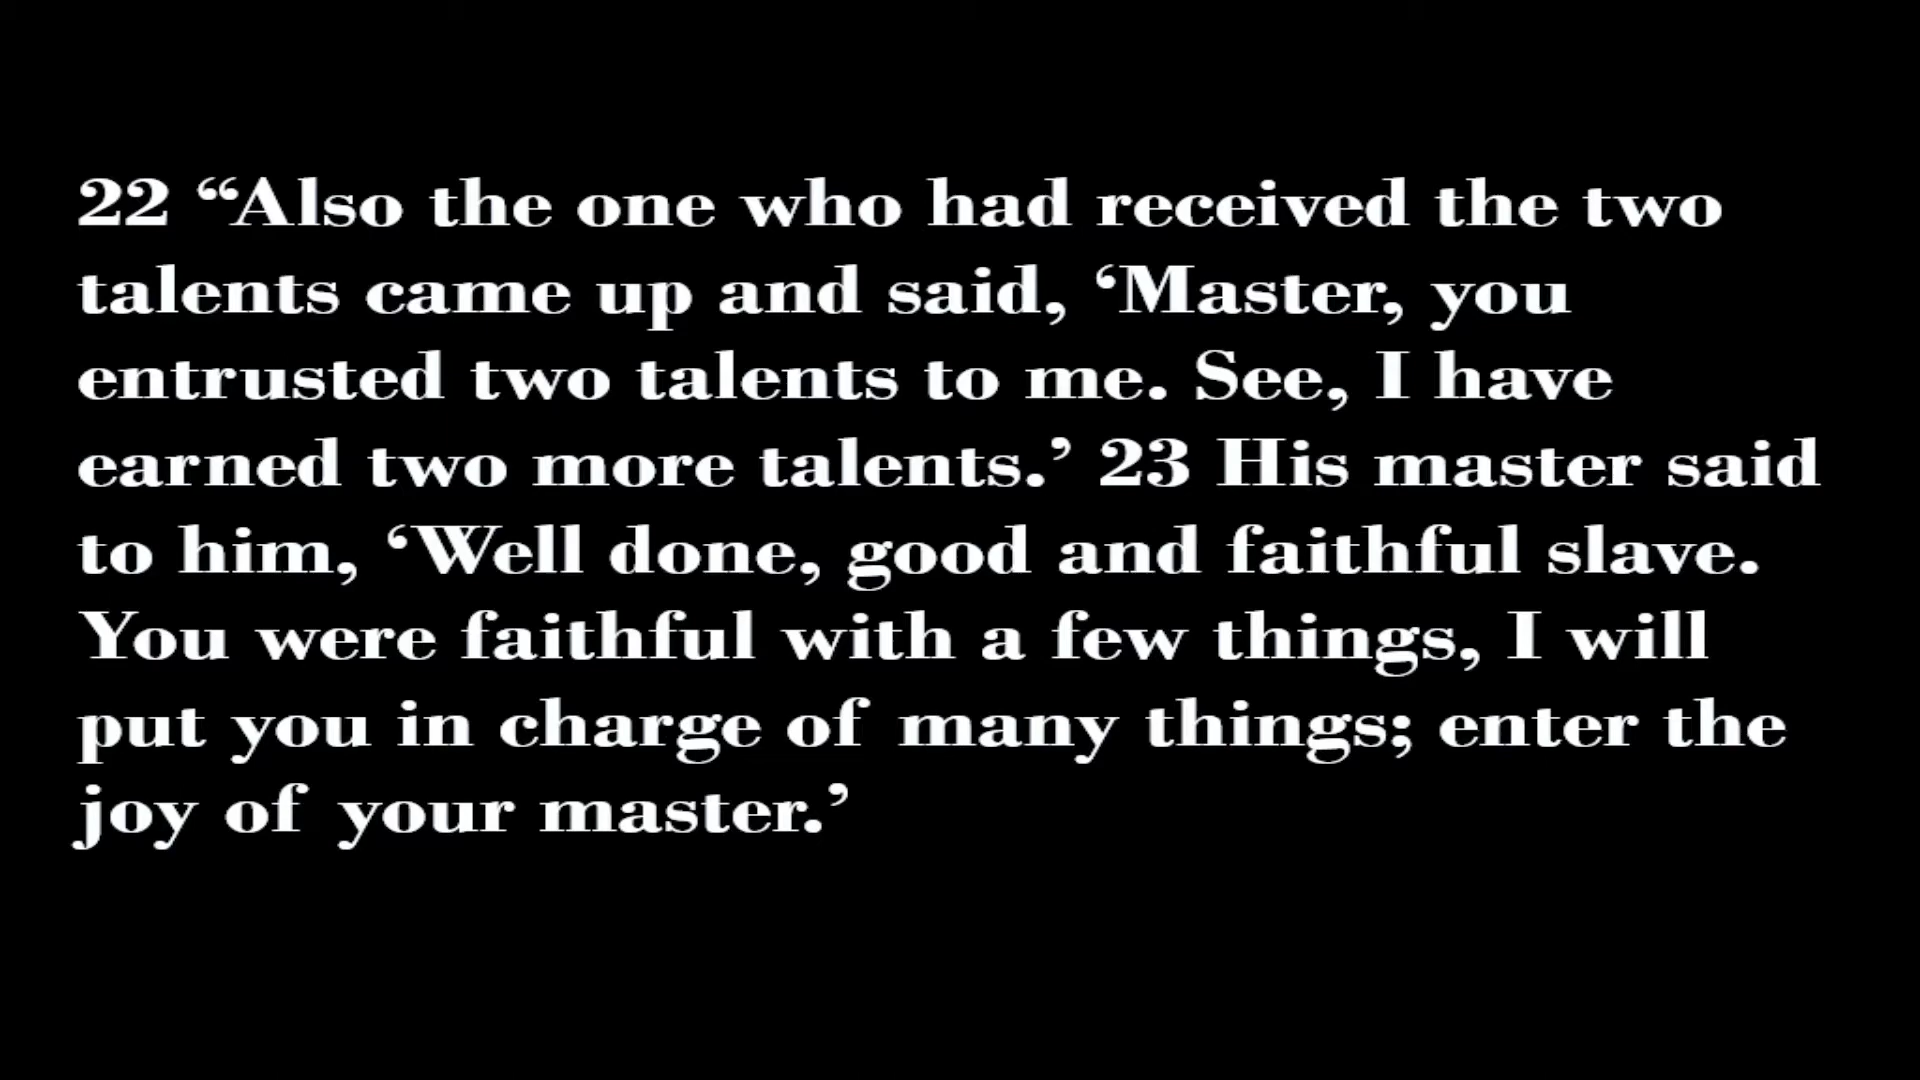 22 “Also the one who had received the two
talents came up and said, ‘Master, you
entrusted two talents to me. See, I have
earned two more talents.’ 23 His master said
to him, ‘Well done, good and faithful slave.
You were faithful with a few things, I will
put you in charge of many things; enter the
joy of your master.’